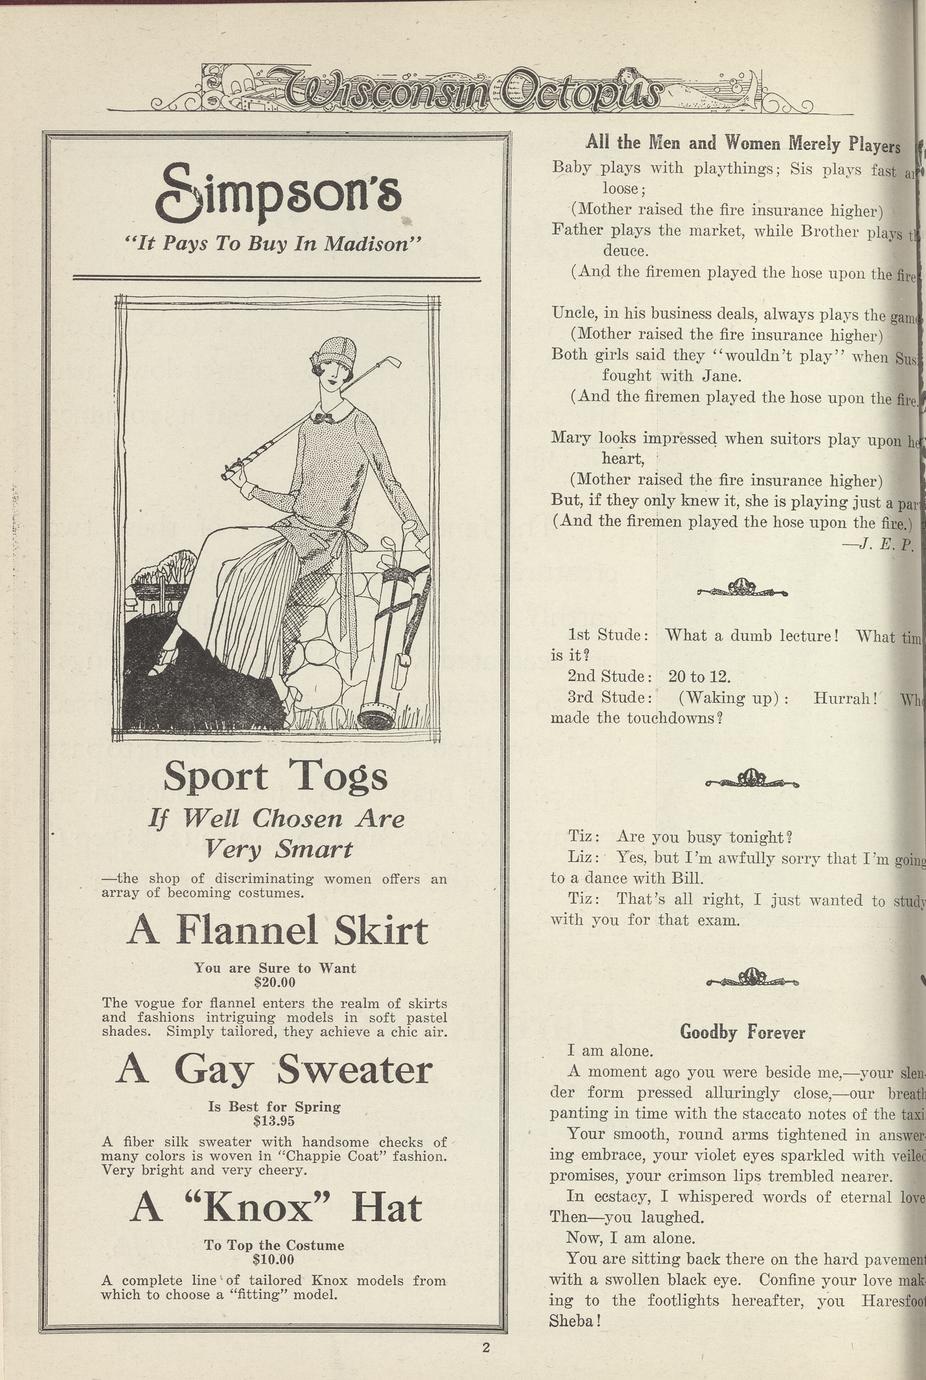 Wisconsin Octopus
Simpson's
"It Pays To Buy In Madison"
Sport Togs
If Well Chosen Are
Very Smart
—the shop of discriminating women offers an
array of becoming costumes.
A Flannel Skirt
You are Sure to Want
$20.00
The vogue for flannel enters the realm of skirts
and fashions intriguing models in soft pastel
shades. Simply tailored, they achieve a chic air.
A Gay Sweater
Is Best for Spring
$13.95
A fiber silk sweater with handsome checks of
many colors is woven in "Chappie Coat" fashion.
Very bright and very cheery.
A "Knox" Hat
To Top the Costume
$10.00
A complete line of tailored Knox models from
which to choose a "fitting" model.
All the Men and Women Merely Players
Baby plays with playthings; Sis plays fast
loose;
(Mother raised the fire insurance higher)
Father plays the market, while Brother plays
deuce.
(And the firemen played the hose upon the fire
Uncle, in his business deals, always plays the
(Mother raised the fire insurance higher)
Both girls said they "wouldn't play" when
fought with Jane.
(And the firemen played the hose upon the fire.
Mary looks impressed when suitors play upon
heart,
(Mother raised the fire insurance higher)
But, if they only knew it, she is playing just a
(And the firemen played the hose upon the fire.)
—J. E. P.
1st Stude: What a dumb lecture! What
is it?
2nd Stude: 20 to 12.
3rd Stude: (Waking up): Hurrah!
made the touchdowns?
Tiz: Are you busy tonight?
Liz: Yes, but I'm awfully sorry that I'm going
to a dance with Bill.
Tiz: That's all right, I just wanted to study
with you for that exam.
Goodby Forever
I am alone.
A moment ago you were beside me,—your slen-
der form pressed alluringly close,—our breath
panting in time with the staccato notes of the taxi
Your smooth, round arms tightened in answer-
ing embrace, your violet eyes sparkled with veiled
promises, your crimson lips trembled nearer.
In ecstacy, I whispered words of eternal love
Then—you laughed.
Now, I am alone.
You are sitting back there on the hard pavement
with a swollen black eye. Confine your love mak-
ing to the footlights hereafter, you Haresfoot
Sheba!
2